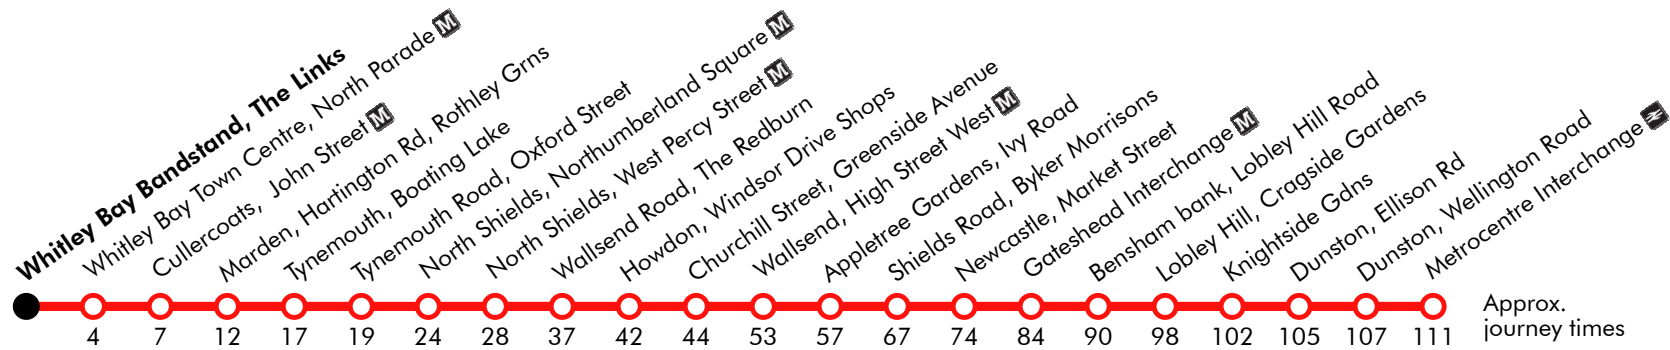 Whitley Bay Bandstand, The Links
Whitley Bay Town Centre, North Parade M
Cullercoats, John Street M
Marden, Hartington Rd, Rothley Grns
Tynemouth, Boating Lake
Tynemouth Road, Oxford Street
North Shields, Northumberland Square M
North Shields, West Percy Street M
Wallsend Road, The Redburn
Howdon, Windsor Drive Shops
Churchill Street, Greenside Avenue
Wallsend, High Street West M
Appletree Gardens, Ivy Road
Shields Road, Byker Morrisons
Newcastle, Market Street
Gateshead Interchange M
Bensham bank, Lobley Hill Road
Lobley Hill, Cragside Gardens
Knightside Gdns
Dunston, Ellison Rd
Dunston, Wellington Road
Metrocentre Interchange
4 7 12 17 19 24 28 37 42 44 53 57 67 74 84 90 98 102 105 107 111
Approx.
journey times